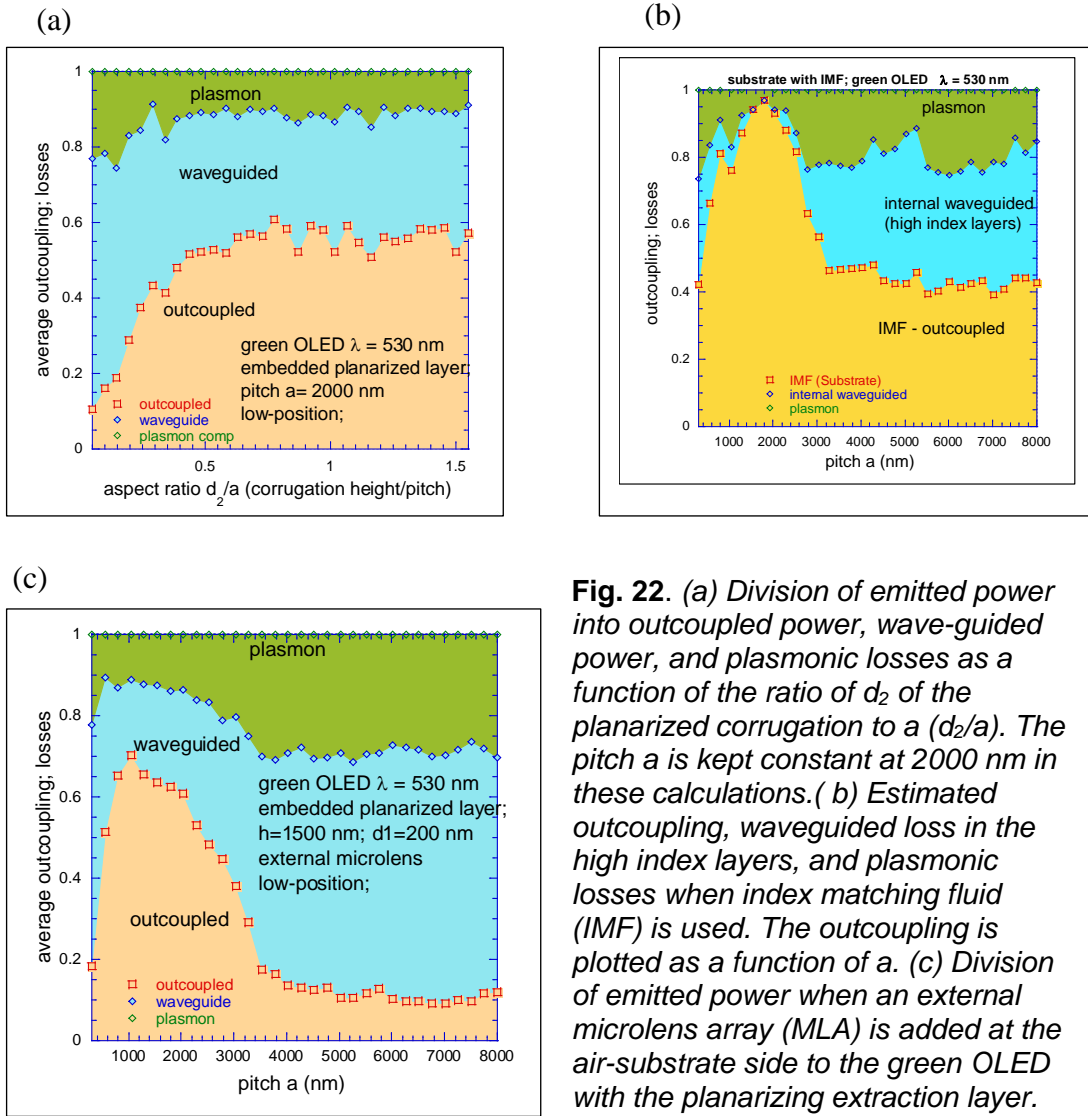 (a)
1
0.8
0.6
0.4
0.2
0
average outcoupling; losses
plasmon
waveguided
outcoupled
green OLED λ = 530 nm
embedded planarized layer;
pitch a= 2000 nm
low-position;
outcoupled
waveguide
plasmon comp
0.5
1
1.5
aspect ratio d2/a (corrugation height/pitch)
(b)
substrate with IMF; green OLED λ = 530 nm
1
0.8
0.6
0.4
0.2
0
outcoupling; losses
plasmon
internal waveguided
(high index layers)
IMF - outcoupled
IMF (Substrate)
internal waveguided
plasmon
1000 2000 3000 4000 5000 6000 7000 8000
pitch a (nm)
(c)
1
0.8
0.6
0.4
0.2
0
average outcoupling; losses
plasmon
waveguided
green OLED λ = 530 nm
embedded planarized layer;
h=1500 nm; d1=200 nm
external microlens
low-position;
outcoupled
outcoupled
waveguide
plasmon
1000 2000 3000 4000 5000 6000 7000 8000
pitch a (nm)
Fig. 22. (a) Division of emitted power
into outcoupled power, wave-guided
power, and plasmonic losses as a
function of the ratio of d2 of the
planarized corrugation to a (d2/a). The
pitch a is kept constant at 2000 nm in
these calculations.( b) Estimated
outcoupling, waveguided loss in the
high index layers, and plasmonic
losses when index matching fluid
(IMF) is used. The outcoupling is
plotted as a function of a. (c) Division
of emitted power when an external
microlens array (MLA) is added at the
air-substrate side to the green OLED
with the planarizing extraction layer.